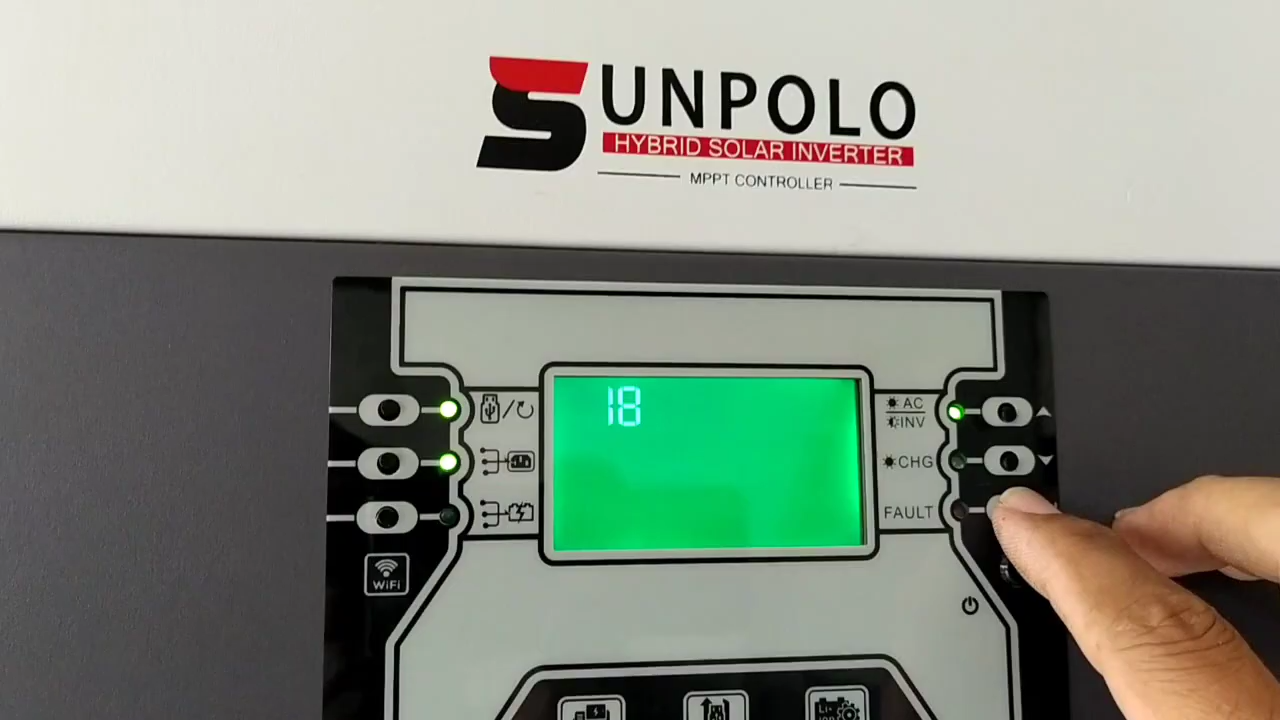 SUNPOLO
HYBRID SOLAR INVERTER
MPPT CONTROLLER
18
AC
INV
CHG
FAULT
WiFi